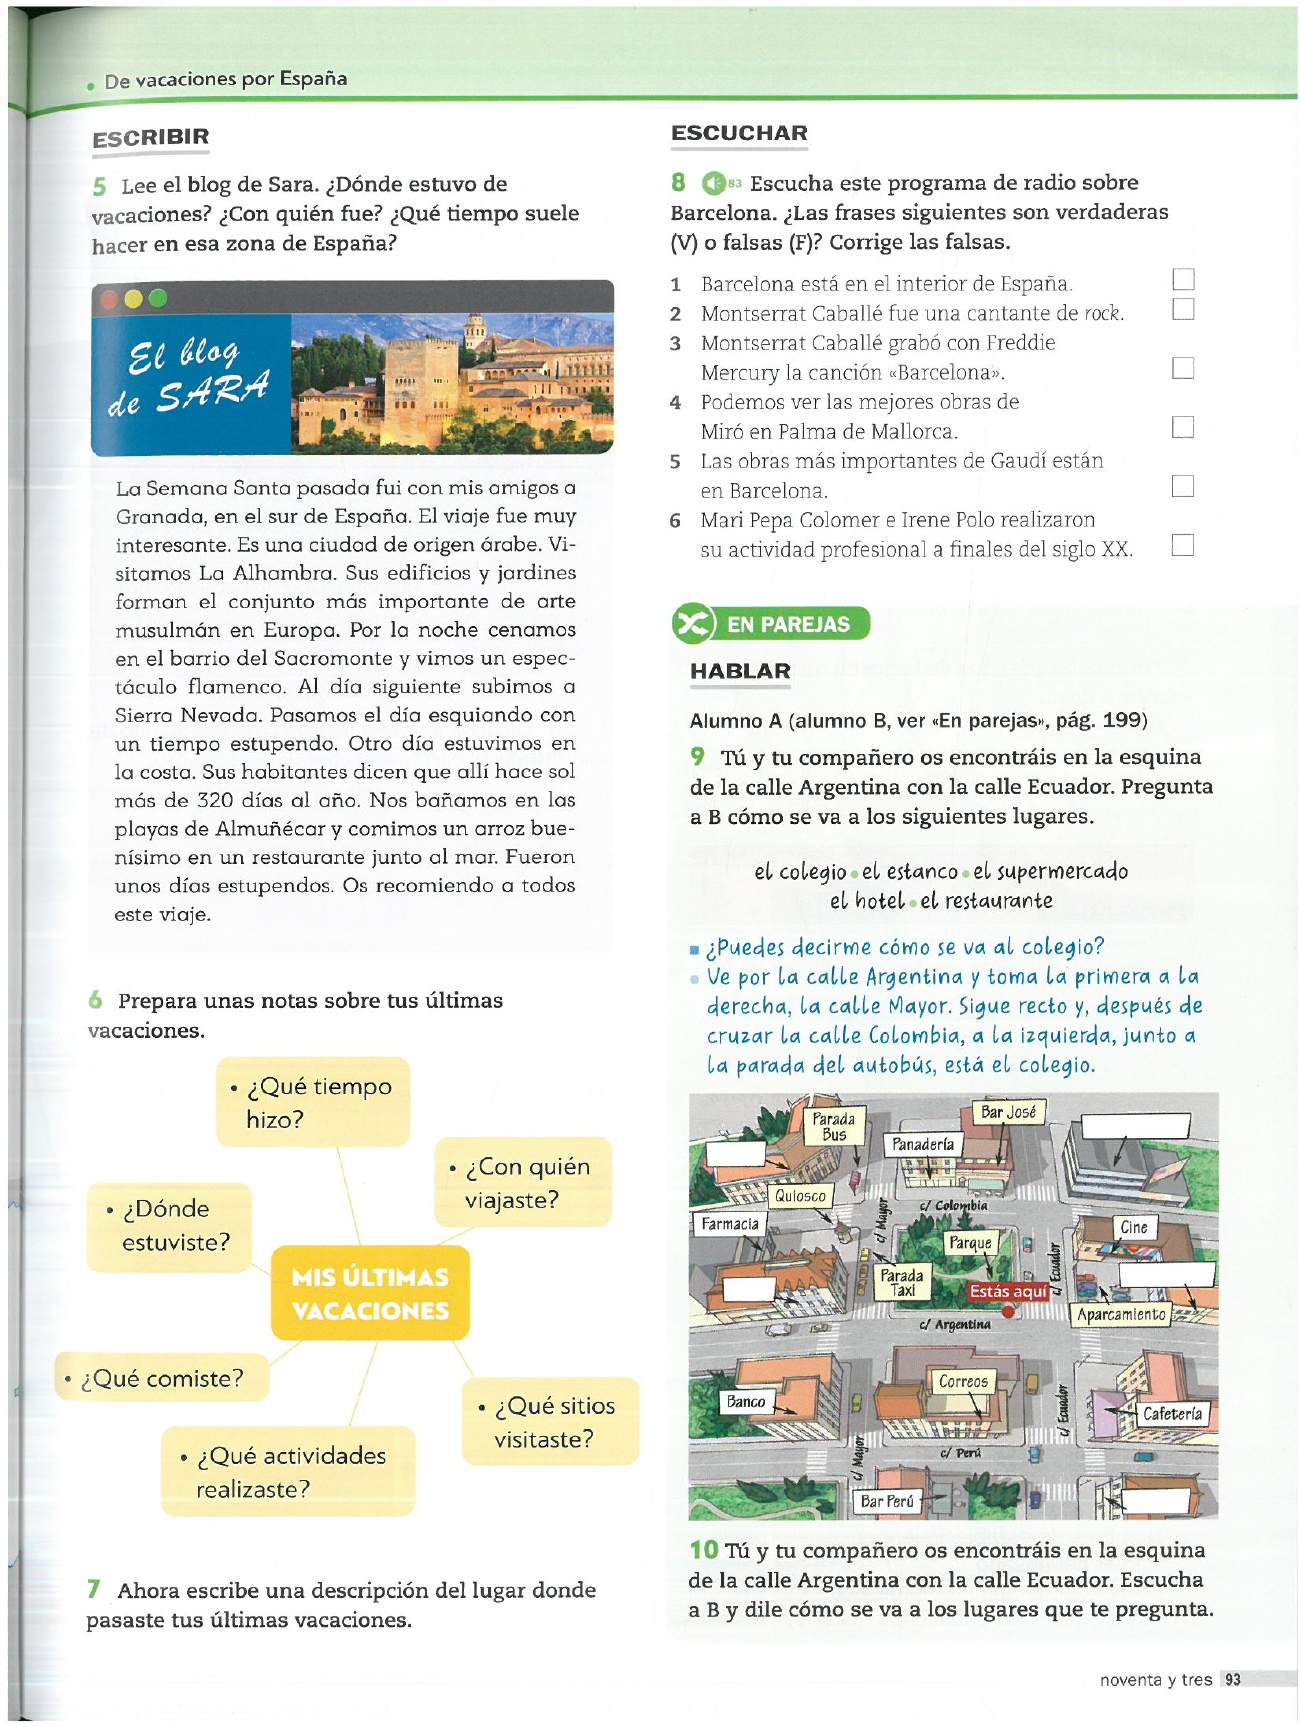 De vacaciones por España
ESCRIBIR
5 Lee el blog de Sara. ¿Dónde estuvo de
vacaciones? ¿Con quién fue? ¿Qué tiempo suele
hacer en esa zona de España?
El blog
de SARA
La Semana Santa pasada fui con mis amigos a
Granada, en el sur de España. El viaje fue muy
interesante. Es una ciudad de origen árabe. Vi-
sitamos La Alhambra. Sus edificios y jardines
forman el conjunto más importante de arte
musulmán en Europa. Por la noche cenamos
en el barrio del Sacromonte y vimos un espec-
táculo flamenco. Al día siguiente subimos a
Sierra Nevada. Pasamos el día esquiando con
un tiempo estupendo. Otro día estuvimos en
la costa. Sus habitantes dicen que allí hace sol
más de 320 días al año. Nos bañamos en las
playas de Almuñécar y comimos un arroz bue-
nísimo en un restaurante junto al mar. Fueron
unos días estupendos. Os recomiendo a todos
este viaje.
6 Prepara unas notas sobre tus últimas
vacaciones.
• ¿Qué tiempo
hizo?
• ¿Con quién
viajaste?
• ¿Dónde
estuviste?
MIS ÚLTIMAS
VACACIONES
• ¿Qué comiste?
• ¿Qué sitios
visitaste?
• ¿Qué actividades
realizaste?
7 Ahora escribe una descripción del lugar donde
pasaste tus últimas vacaciones.
ESCUCHAR
8 83 Escucha este programa de radio sobre
Barcelona. ¿Las frases siguientes son verdaderas
(V) o falsas (F)? Corrige las falsas.
1 Barcelona está en el interior de España.
2 Montserrat Caballé fue una cantante de rock.
3 Montserrat Caballé grabó con Freddie
Mercury la canción «Barcelona».
4 Podemos ver las mejores obras de
Miró en Palma de Mallorca.
5 Las obras más importantes de Gaudí están
en Barcelona.
6 Mari Pepa Colomer e Irene Polo realizaron
su actividad profesional a finales del siglo XX.
EN PAREJAS
HABLAR
Alumno A (alumno B, ver «En parejas», pág. 199)
9 Tú y tu compañero os encontráis en la esquina
de la calle Argentina con la calle Ecuador. Pregunta
a B cómo se va a los siguientes lugares.
el colegio • el estanco • el supermercado
el hotel • el restaurante
¿Puedes decirme cómo se va al colegio?
Ve por la calle Argentina y toma la primera a la
derecha, la calle Mayor. Sigue recto y, después de
cruzar la calle Colombia, a la izquierda, junto a
la parada del autobús, está el colegio.
Parada
Bus
Bar José
Panadería
Quiosco
c/ Colombia
Farmacia
c/ Mayor
Parque
Cine
c/ Ecuador
Parada
Taxi
Estás aquí
Aparcamiento
c/ Argentina
Banco
Correos
c/ Ecuador
Cafetería
c/ Mayor
c/ Perú
Bar Perú
10 Tú y tu compañero os encontráis en la esquina
de la calle Argentina con la calle Ecuador. Escucha
a B y dile cómo se va a los lugares que te pregunta.
noventa y tres 93